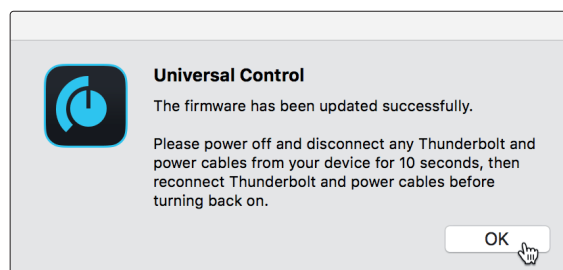 Universal Control
The firmware has been updated successfully.
Please power off and disconnect any Thunderbolt and
power cables from your device for 10 seconds, then
reconnect Thunderbolt and power cables before
turning back on.
OK